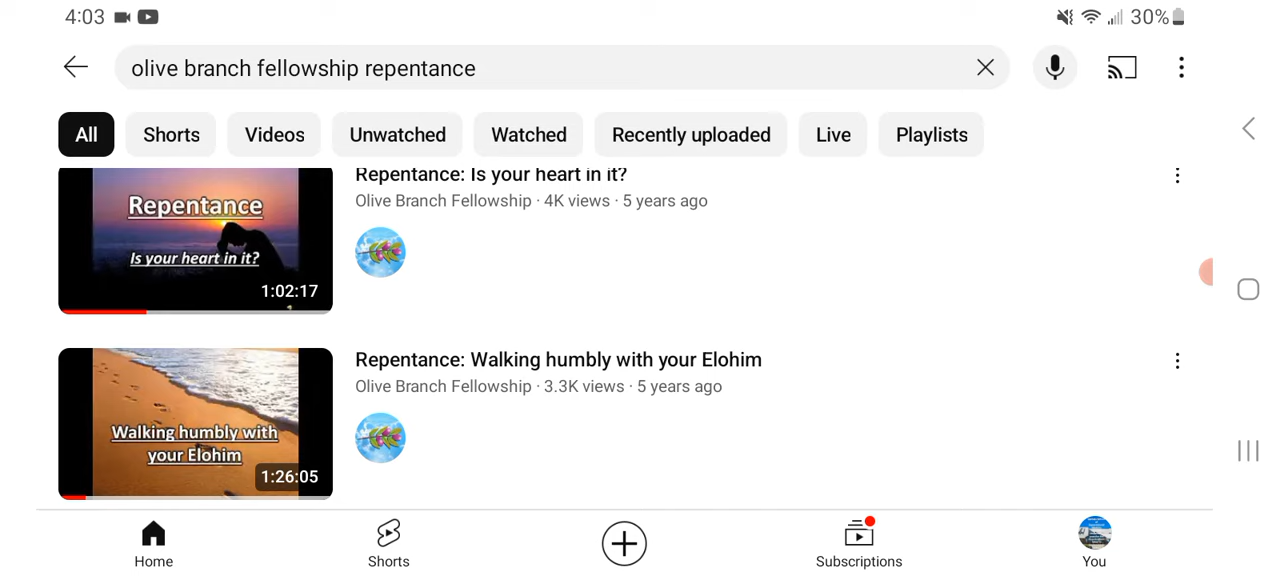 4:03
30%
olive branch fellowship repentance
All
Shorts
Videos
Unwatched
Watched
Recently uploaded
Live
Playlists
Repentance
Is your heart in it?
1:02:17
Repentance: Is your heart in it?
Olive Branch Fellowship · 4K views · 5 years ago
Walking humbly with
your Elohim
1:26:05
Repentance: Walking humbly with your Elohim
Olive Branch Fellowship · 3.3K views · 5 years ago
Home
Shorts
Subscriptions
You